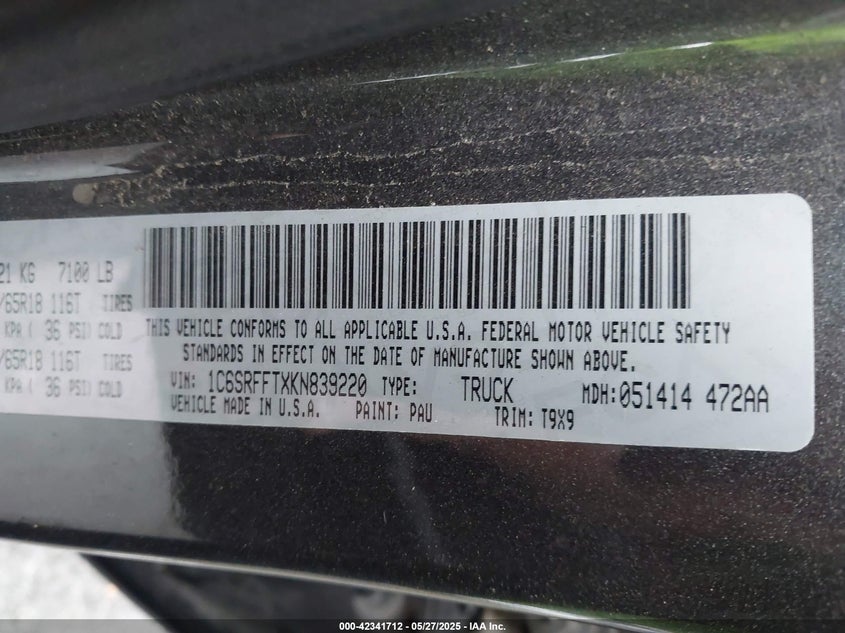 21 KG 7100 LB
/65R18 116T TIRES
KPA ( 36 PSI) COLD
/65R18 116T TIRES
KPA ( 36 PSI) COLD
THIS VEHICLE CONFORMS TO ALL APPLICABLE U.S.A. FEDERAL MOTOR VEHICLE SAFETY
STANDARDS IN EFFECT ON THE DATE OF MANUFACTURE SHOWN ABOVE.
VIN: 1C6SRFFTXKN839220 TYPE: TRUCK MDH: 051414 472AA
VEHICLE MADE IN U.S.A. PAINT: PAU TRIM: T9X9
000-42341712 - 05/27/2025 - IAA Inc.